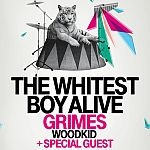 THE WHITEST
BOY ALIVE
GRIMES
WOODKID
+ SPECIAL GUEST